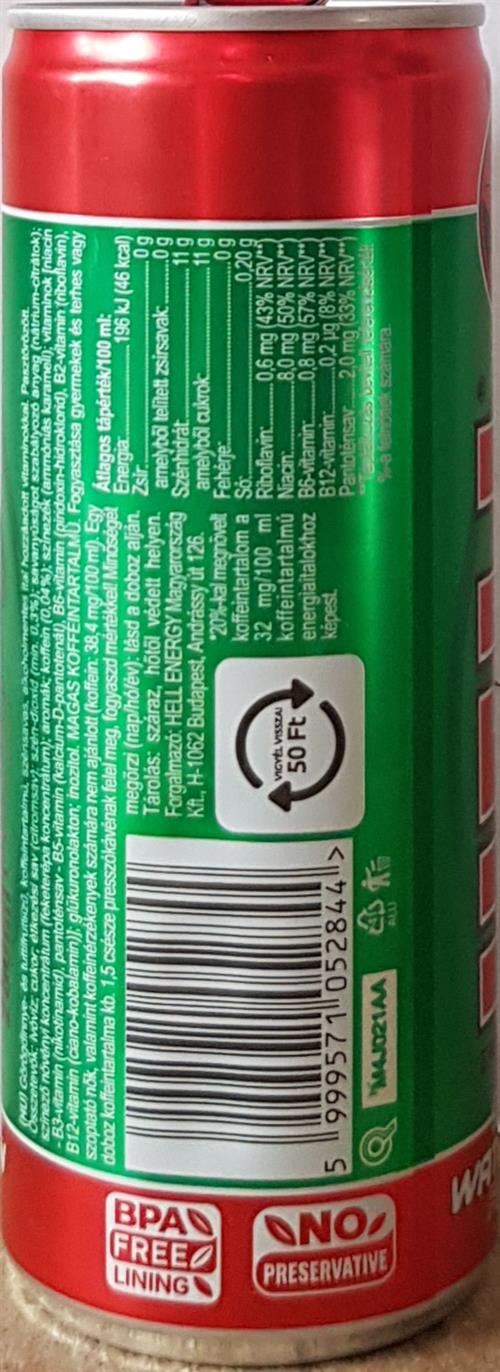 (HU) Görögdinnye- és tuttifruttiízű, koffeintartalmú, szénsavas, alkoholmentes ital hozzáadott vitaminokkal. Pasztőrözött.
Összetevők: ivóvíz; cukor; étkezési sav (citromsav); szén-dioxid (min. 0,3%); savanyúságot szabályozó anyag (nátrium-citrátok);
színező növényi koncentrátum (feketerépa koncentrátum); aromák; koffein (0,04%); színezék (ammóniás karamell); vitaminok [niacin
- B3-vitamin (nikotinamid), pantoténsav - B5-vitamin (kalcium-D-pantotenát), B6-vitamin (piridoxin-hidroklorid), B2-vitamin (riboflavin),
B12-vitamin (ciano-kobalamin)]; glükuronolakton; inozitol. MAGAS KOFFEINTARTALMÚ. Fogyasztása gyermekek és terhes vagy
szoptató nők, valamint koffeinérzékenyek számára nem ajánlott (koffein: 38,4 mg/100 ml). Egy
doboz koffeintartalma kb. 1,5 csésze presszókávénak felel meg, fogyaszd mértékkel! Minőségét
megőrzi (nap/hó/év): lásd a doboz alján.
Tárolás: száraz, hőtől védett helyen.
Forgalmazó: HELL ENERGY Magyarország
Kft., H-1062 Budapest, Andrássy út 126.
*20%-kal megnövelt
koffeintartalom a
32 mg/100 ml
koffeintartalmú
energiaitalokhoz
képest.
Átlagos tápérték/100 ml:
Energia: 196 kJ (46 kcal)
Zsír 0 g
amelyből telített zsírsavak: 0 g
Szénhidrát 11 g
amelyből cukrok: 11 g
Fehérje: 0 g
Só: 0,20 g
Riboflavin: 0,6 mg (43% NRV**)
Niacin: 8,0 mg (50% NRV**)
B6-vitamin: 0,8 mg (57% NRV**)
B12-vitamin: 0,2 µg (8% NRV**)
Pantoténsav 2,0 mg (33% NRV**)
%-a felnőttek számára.
VIGYÉL VISSZA!
50 Ft
5 999571 052844 >
ALU
M4J021AA
BPA
FREE
LINING
NO
PRESERVATIVE